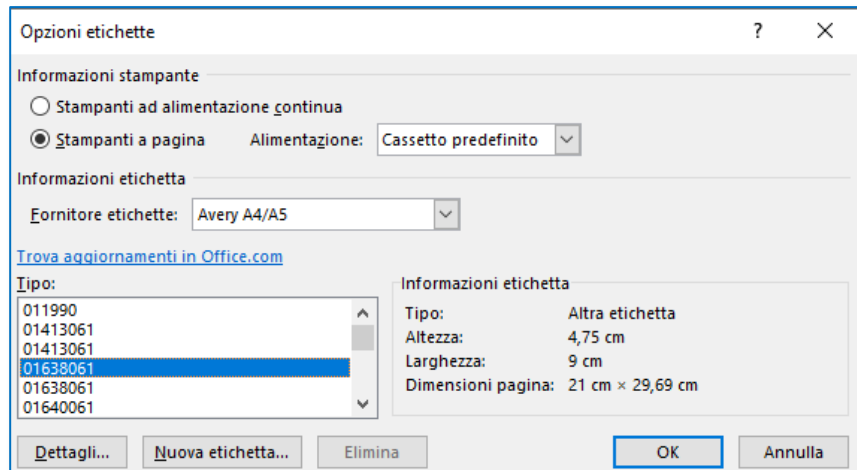 Opzioni etichette ?
Informazioni stampante
Stampanti ad alimentazione continua
Stampanti a pagina Alimentazione: Cassetto predefinito
Informazioni etichetta
Fornitore etichette: Avery A4/A5
Trova aggiornamenti in Office.com
Tipo:
011990
01413061
01413061
01638061
01638061
01640061
Informazioni etichetta
Tipo: Altra etichetta
Altezza: 4,75 cm
Larghezza: 9 cm
Dimensioni pagina: 21 cm × 29,69 cm
Dettagli... Nuova etichetta... Elimina OK Annulla